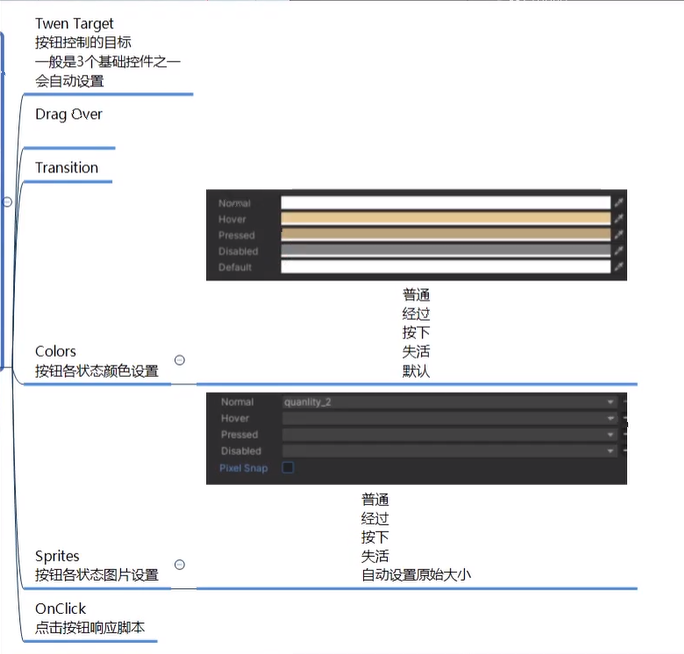 Twen Target
按钮控制的目标
一般是3个基础控件之一
会自动设置
Drag Over
Transition
Normal
Hover
Pressed
Disabled
Default
普通
经过
按下
失活
默认
Colors
按钮各状态颜色设置
Normal quanlity_2
Hover
Pressed
Disabled
Pixel Snap
普通
经过
按下
失活
自动设置原始大小
Sprites
按钮各状态图片设置
OnClick
点击按钮响应脚本